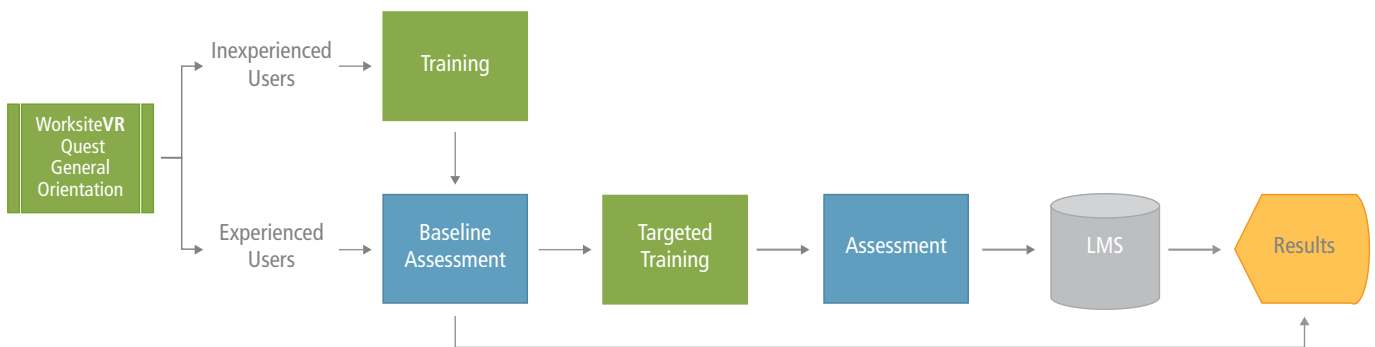 WorksiteVR
Quest
General
Orientation
Inexperienced
Users
Training
Experienced
Users
Baseline
Assessment
Targeted
Training
Assessment
LMS
Results